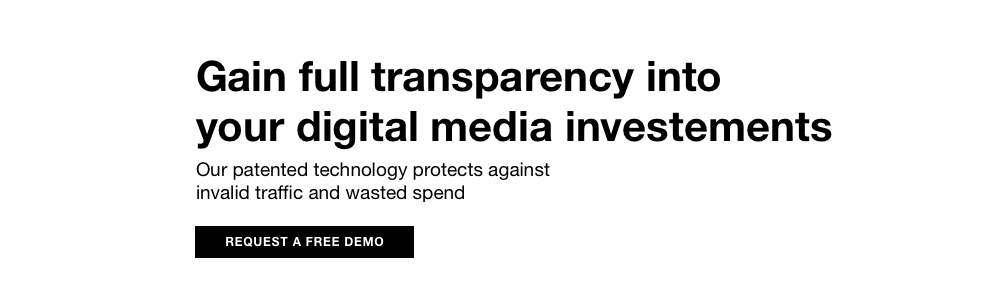 Gain full transparency into
your digital media investements
Our patented technology protects against
invalid traffic and wasted spend
REQUEST A FREE DEMO